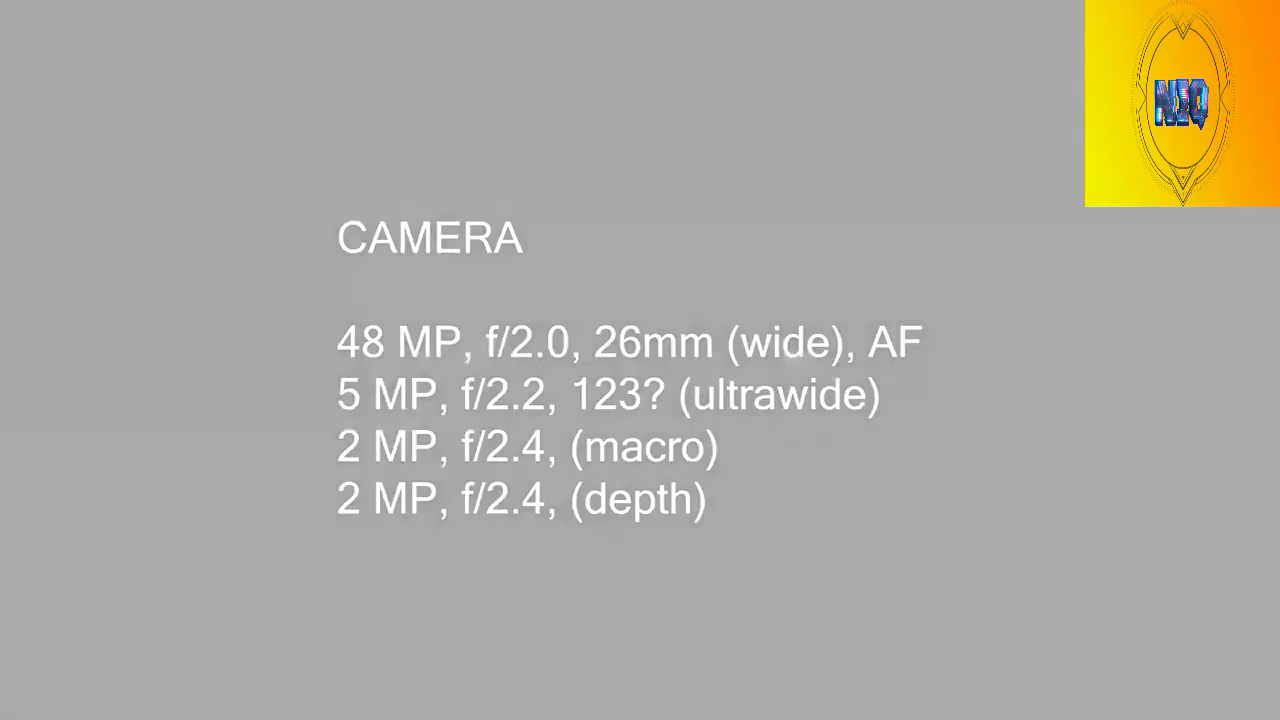 NIQ
CAMERA
48 MP, f/2.0, 26mm (wide), AF
5 MP, f/2.2, 123? (ultrawide)
2 MP, f/2.4, (macro)
2 MP, f/2.4, (depth)